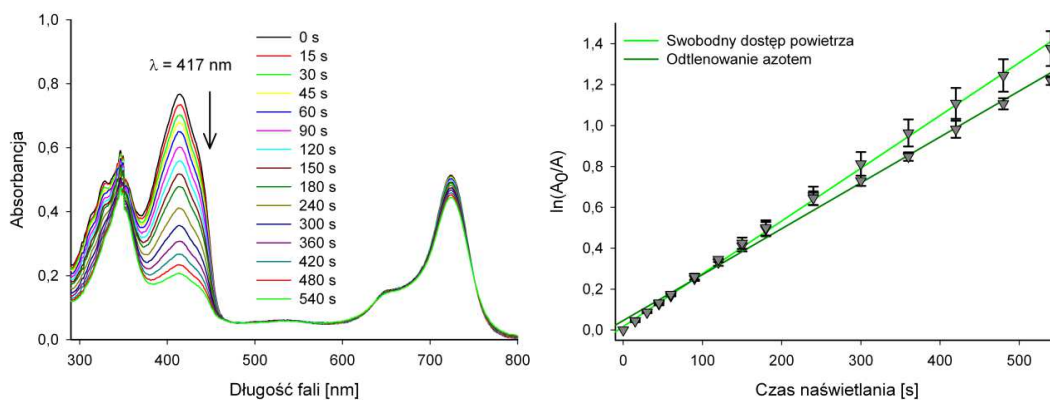 1,0
0,8
0,6
0,4
0,2
0,0
Absorbancja
λ = 417 nm
0 s
15 s
30 s
45 s
60 s
90 s
120 s
150 s
180 s
240 s
300 s
360 s
420 s
480 s
540 s
300 400 500 600 700 800
Długość fali [nm]
1,4
1,2
1,0
0,8
0,6
0,4
0,2
0,0
ln(A0/A)
Swobodny dostęp powietrza
Odtlenowanie azotem
0 100 200 300 400 500
Czas naświetlania [s]